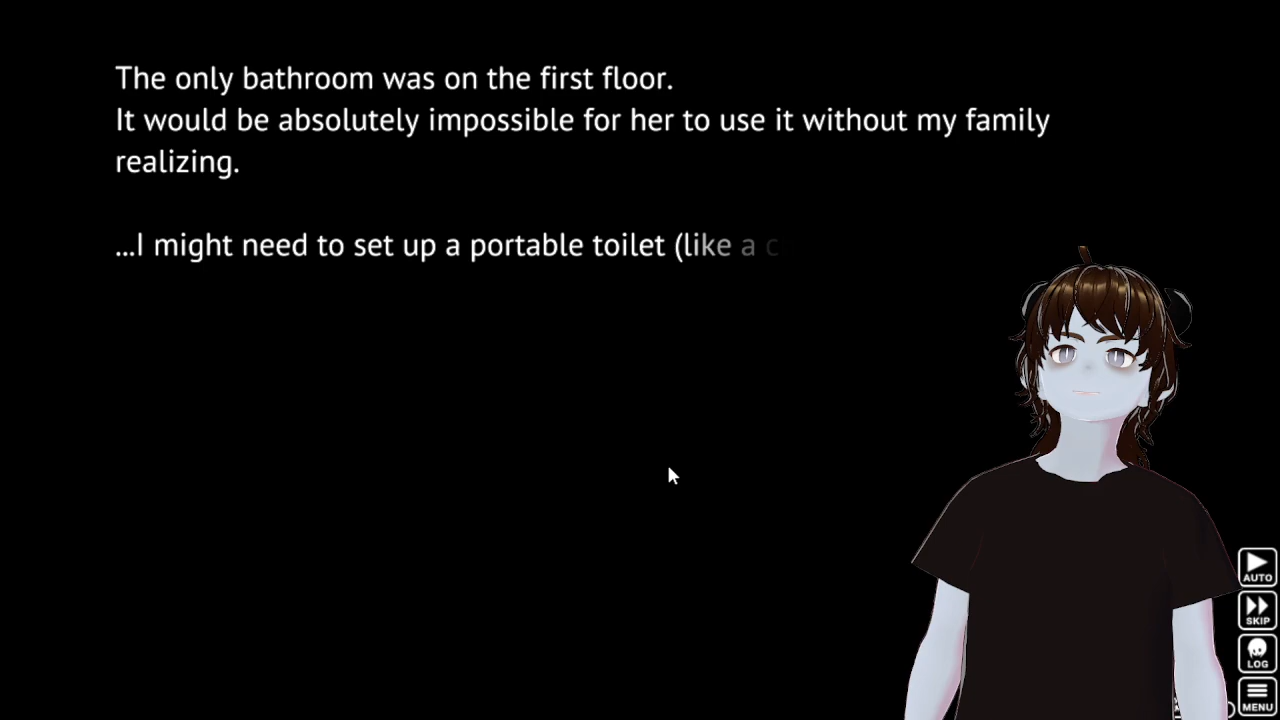 The only bathroom was on the first floor.
It would be absolutely impossible for her to use it without my family
realizing.
...I might need to set up a portable toilet (like a c
AUTO
SKIP
LOG
MENU